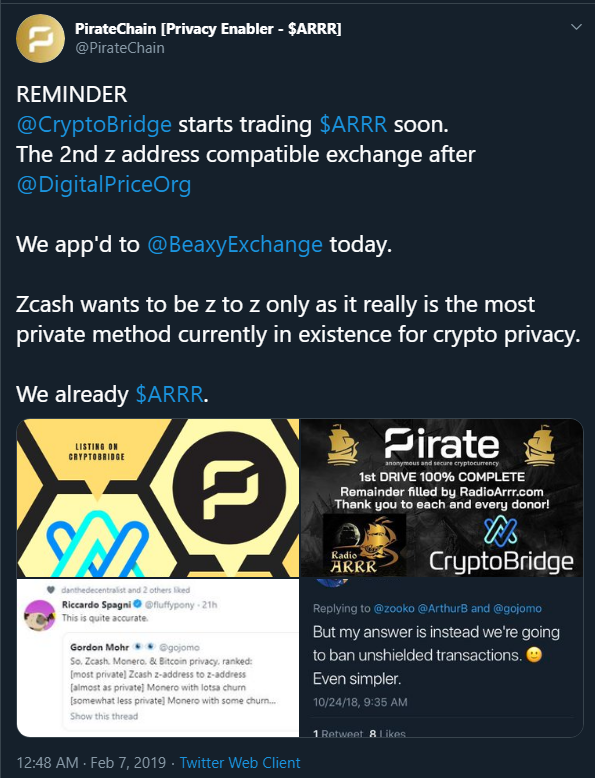 PirateChain [Privacy Enabler - $ARRR]
@PirateChain
REMINDER
@CryptoBridge starts trading $ARRR soon.
The 2nd z address compatible exchange after
@DigitalPriceOrg
We app'd to @BeaxyExchange today.
Zcash wants to be z to z only as it really is the most
private method currently in existence for crypto privacy.
We already $ARRR.
LISTING ON
CRYPTOBRIDGE
Pirate
anonymous and secure cryptocurrency
1st DRIVE 100% COMPLETE
Remainder filled by RadioArrr.com
Thank you to each and every donor!
Radio
ARRR
CryptoBridge
danthedecentralist and 2 others liked
Riccardo Spagni @fluffypony · 21h
This is quite accurate.
Gordon Mohr @gojomo
So, Zcash, Monero, & Bitcoin privacy, ranked:
[most private] Zcash z-address to z-address
[almost as private] Monero with lotsa churn
[somewhat less private] Monero with some churn...
Show this thread
Replying to @zooko @ArthurB and @gojomo
But my answer is instead we're going
to ban unshielded transactions. 🙂
Even simpler.
10/24/18, 9:35 AM
1 Retweet 8 Likes
12:48 AM · Feb 7, 2019 · Twitter Web Client